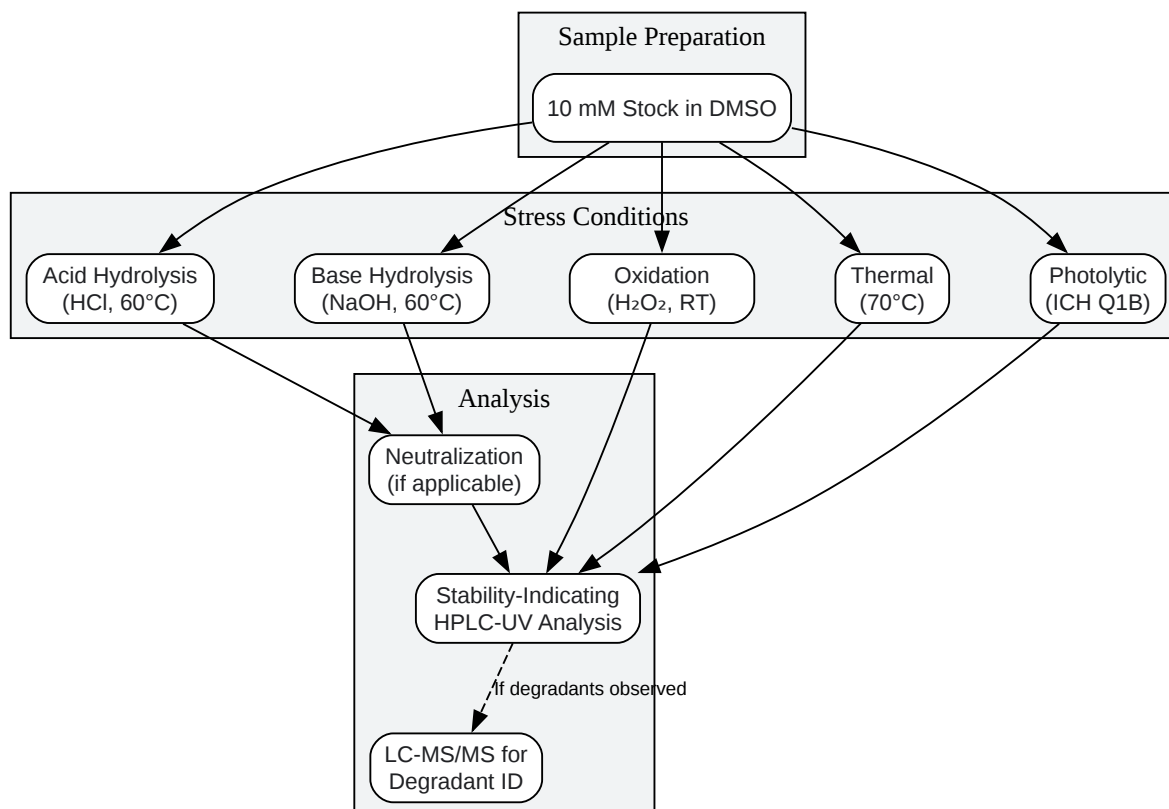 Sample Preparation
10 mM Stock in DMSO
Stress Conditions
Acid Hydrolysis
(HCl, 60°C)
Base Hydrolysis
(NaOH, 60°C)
Oxidation
(H₂O₂, RT)
Thermal
(70°C)
Photolytic
(ICH Q1B)
Analysis
Neutralization
(if applicable)
Stability-Indicating
HPLC-UV Analysis
If degradants observed
LC-MS/MS for
Degradant ID